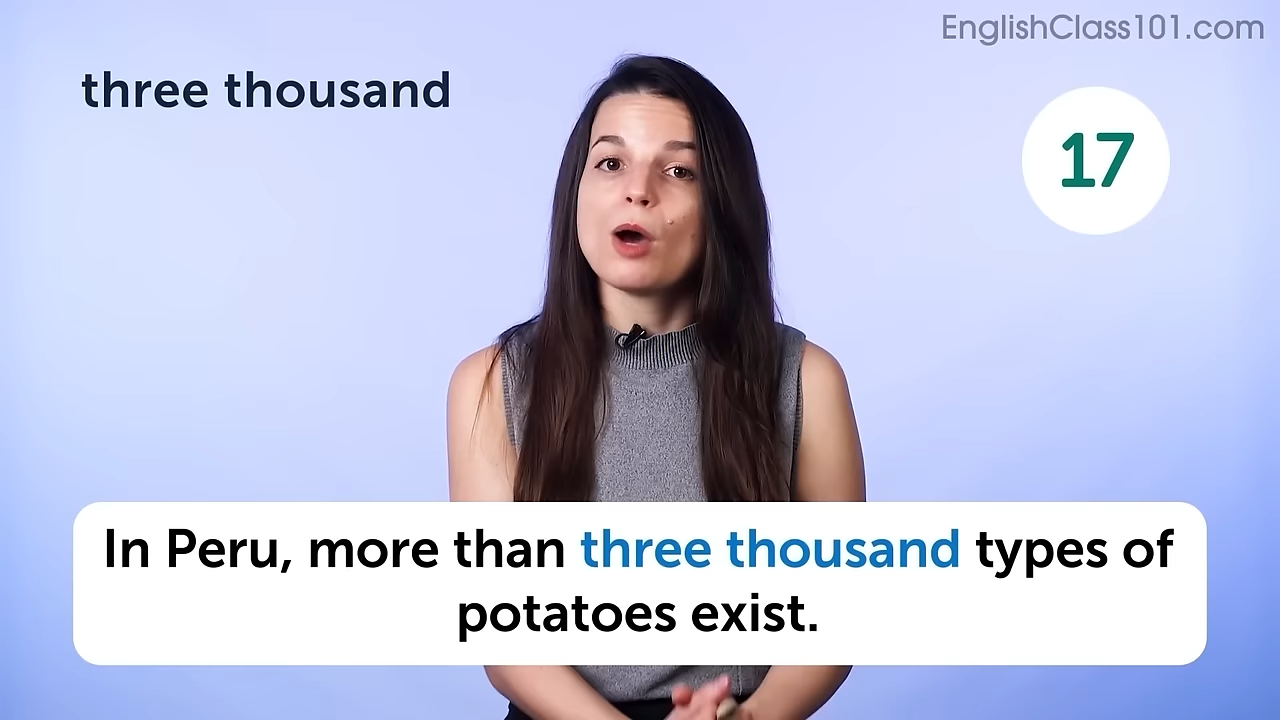 EnglishClass101.com
three thousand
17
In Peru, more than three thousand types of
potatoes exist.